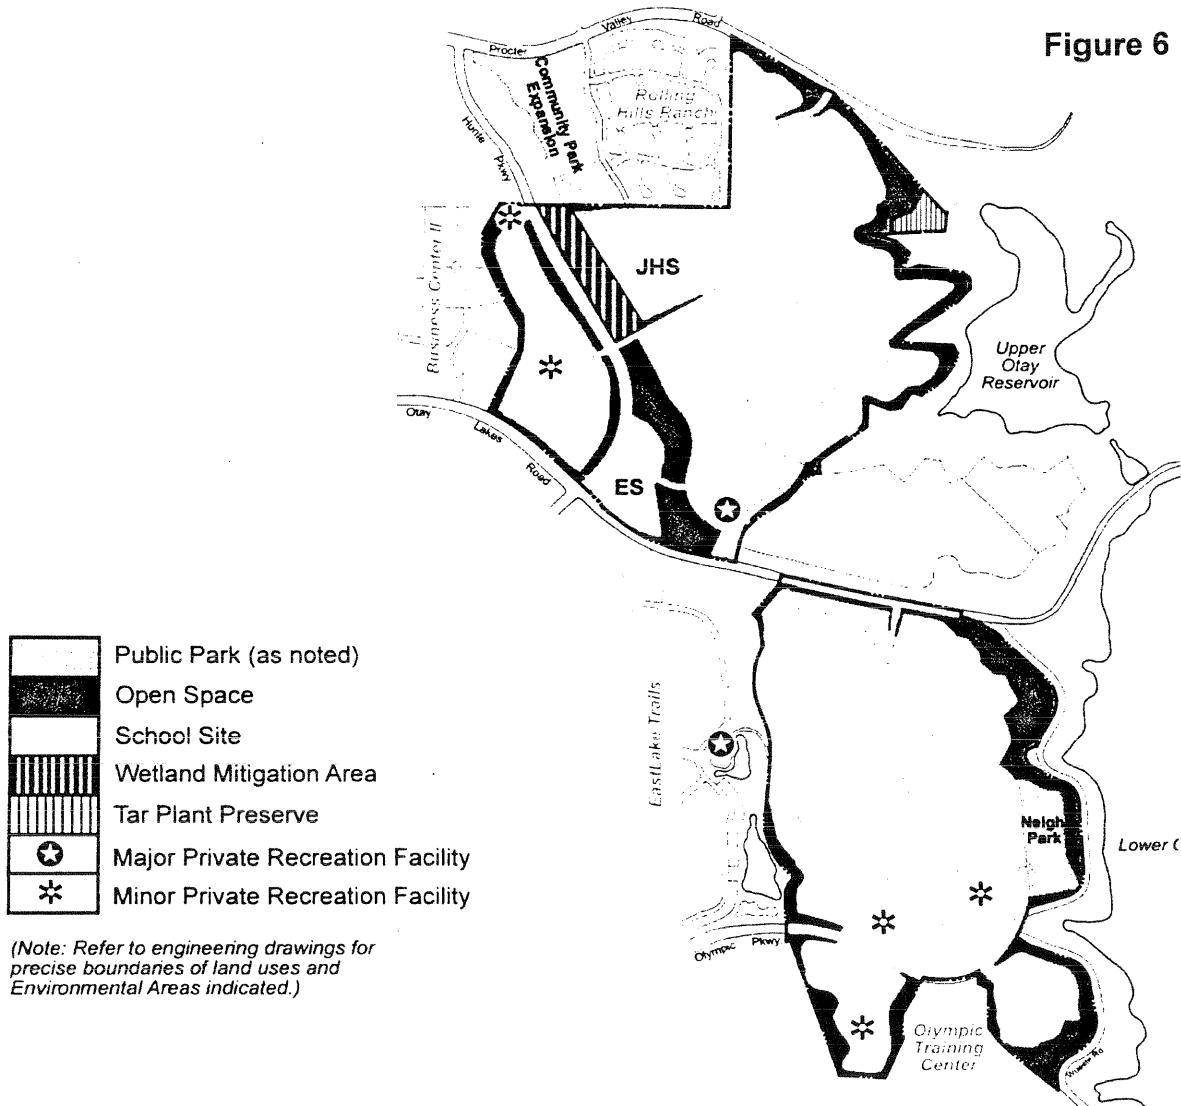 Figure 6
Procter
Valley
Road
Community Park
Expansion
Rolling
Hills Ranch
Hunte
Pkwy
Business Center II
JHS
Upper
Otay
Reservoir
Otay
Lakes
Road
ES
EastLake Trails
Neigh
Park
Lower
Olympic
Pkwy
Olympic
Training
Center
Public Park (as noted)
Open Space
School Site
Wetland Mitigation Area
Tar Plant Preserve
Major Private Recreation Facility
Minor Private Recreation Facility
(Note: Refer to engineering drawings for
precise boundaries of land uses and
Environmental Areas indicated.)